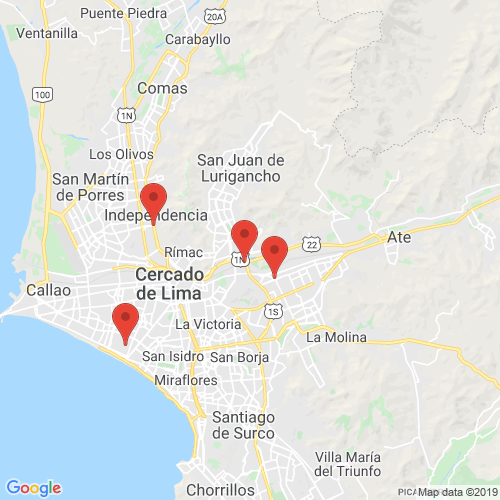 Puente Piedra
20A
Ventanilla
Carabayllo
Comas
100
1N
Los Olivos
San Juan de
Lurigancho
San Martín
de Porres
Independencia
Rímac
22
Ate
1N
Cercado
de Lima
Callao
1S
La Victoria
La Molina
San Isidro
San Borja
Miraflores
Santiago
de Surco
Villa María
del Triunfo
Google
Chorrillos
PICA
Map data ©2019